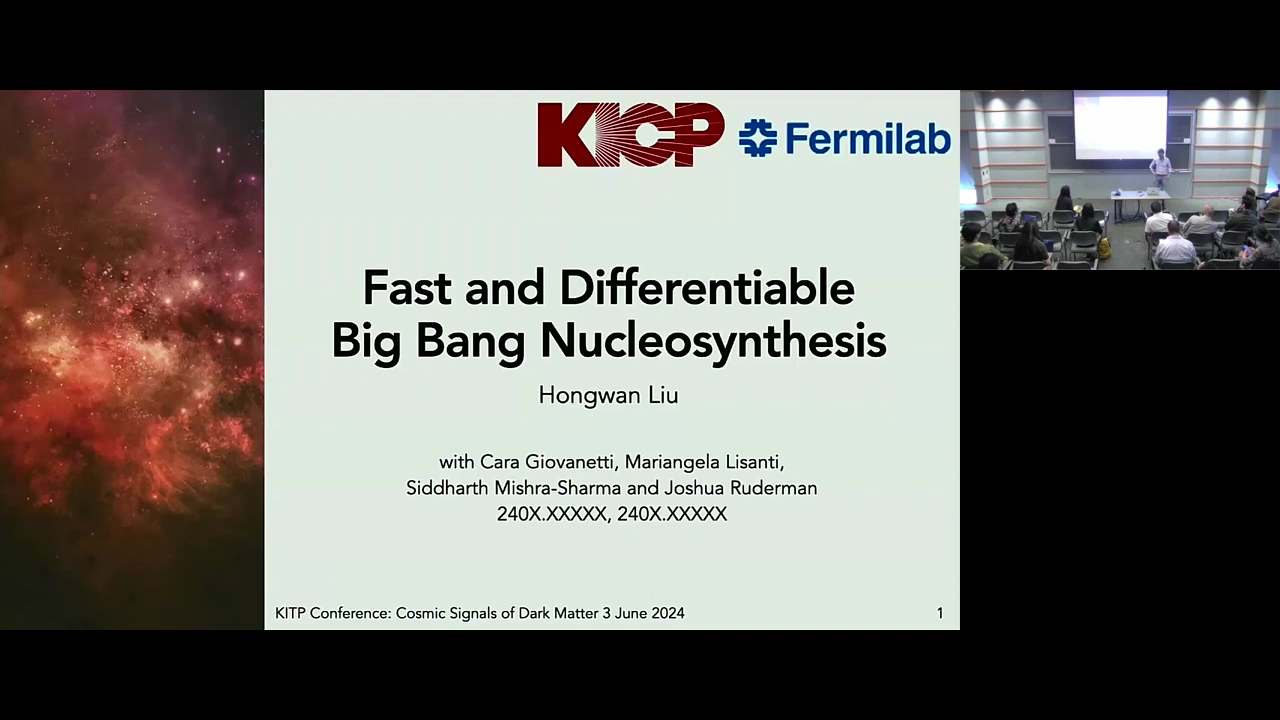 KICP
Fermilab
Fast and Differentiable
Big Bang Nucleosynthesis
Hongwan Liu
with Cara Giovanetti, Mariangela Lisanti,
Siddharth Mishra-Sharma and Joshua Ruderman
240X.XXXXX, 240X.XXXXX
KITP Conference: Cosmic Signals of Dark Matter 3 June 2024
1